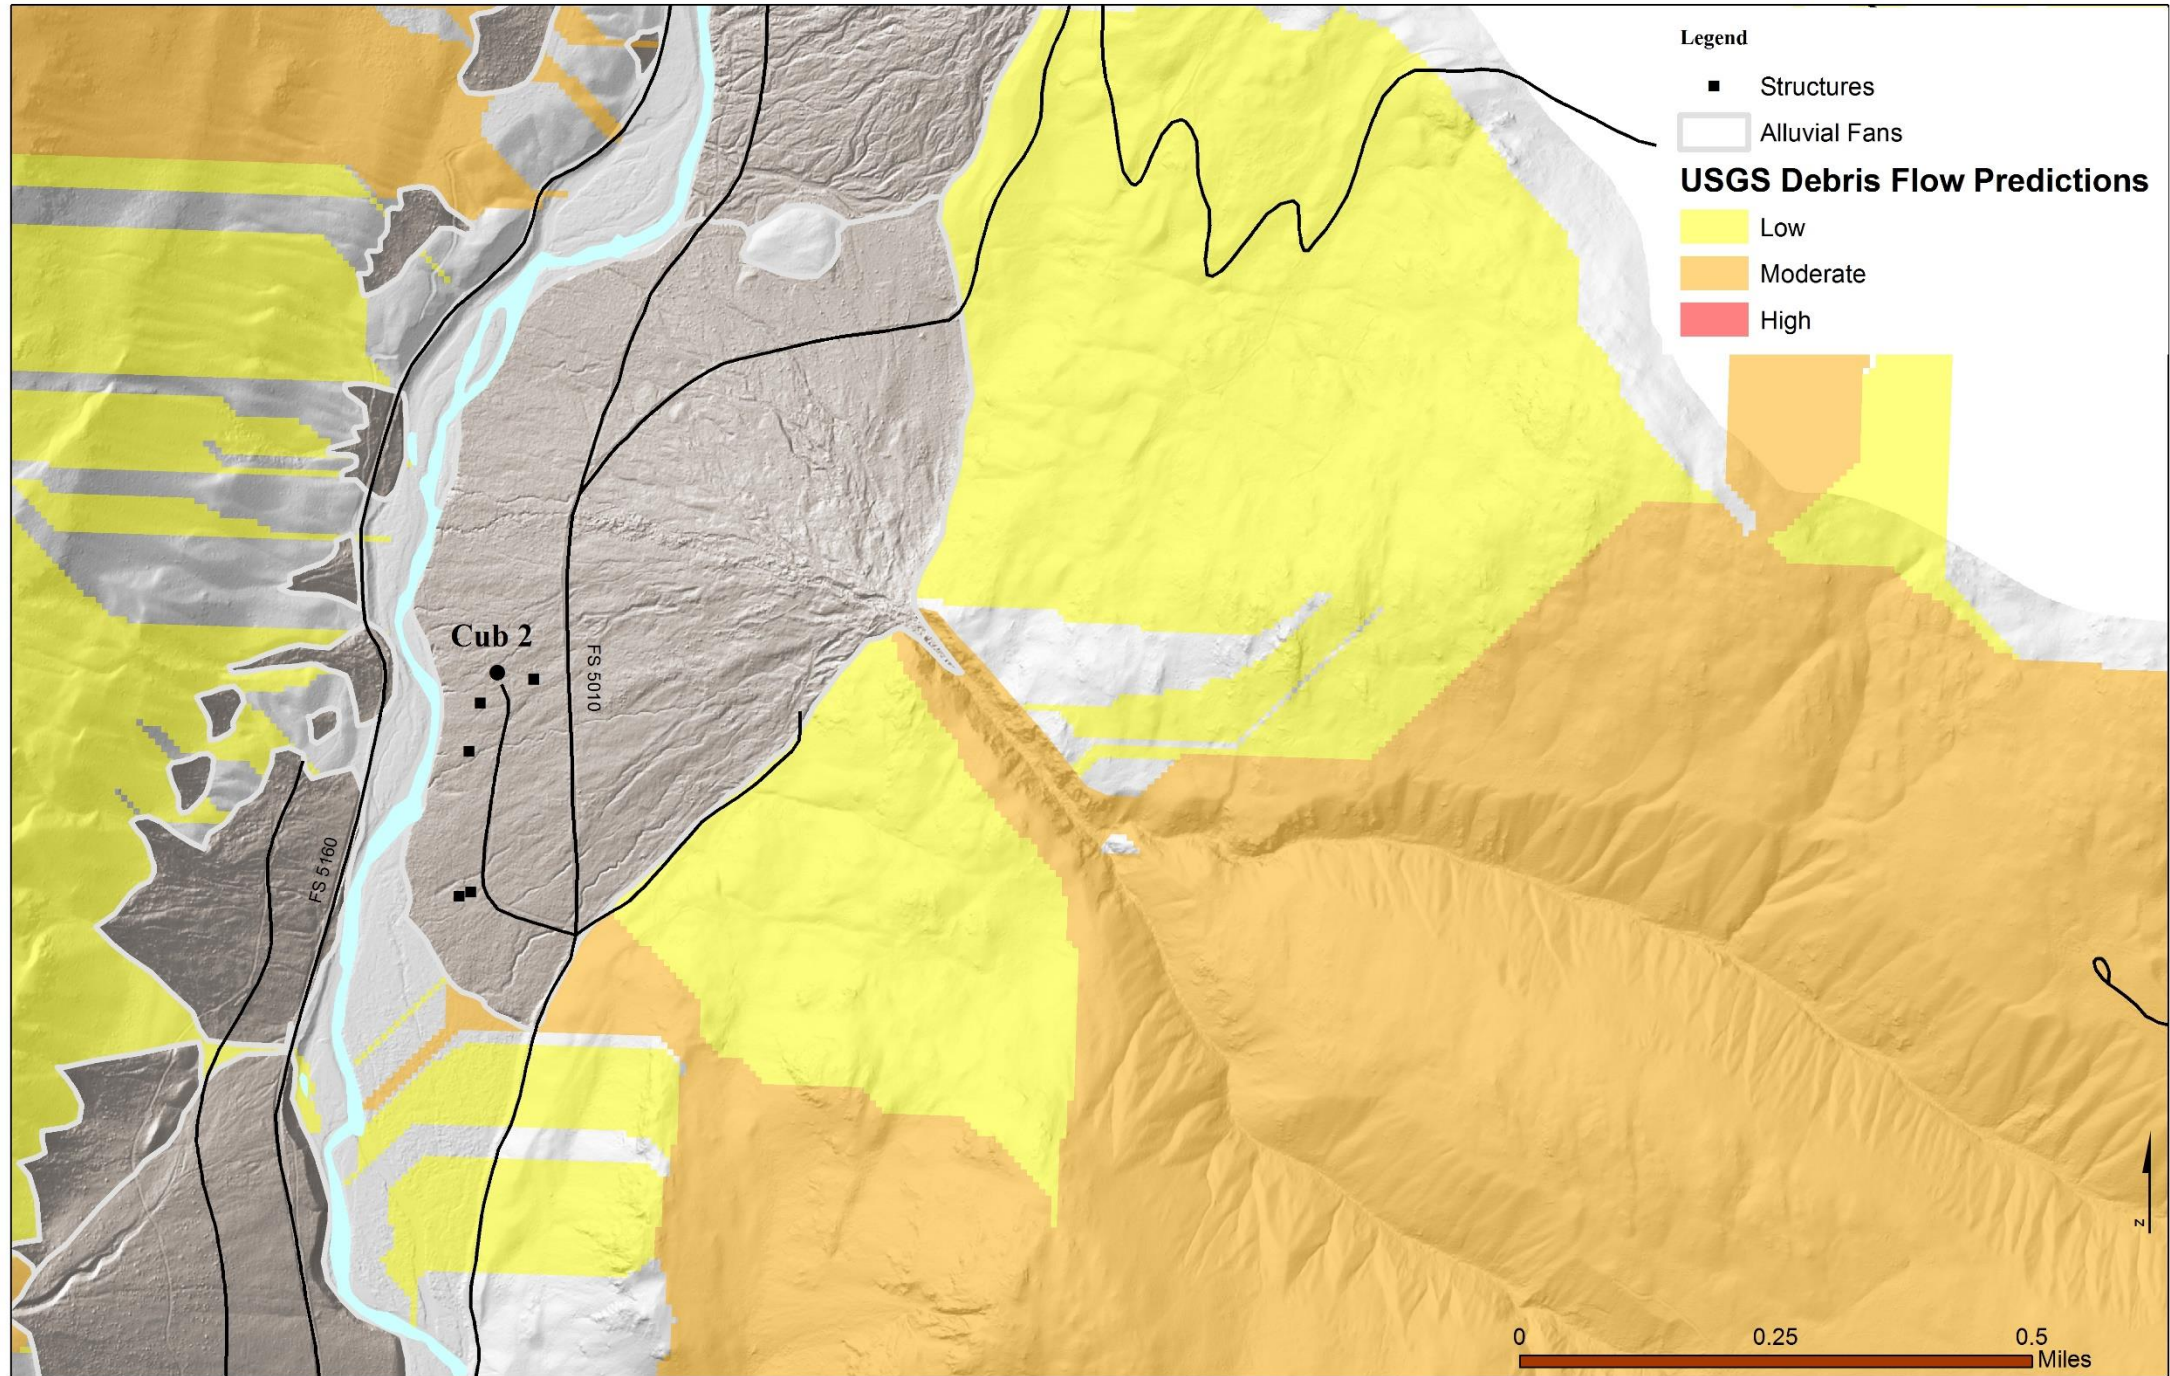 Legend
Structures
Alluvial Fans
USGS Debris Flow Predictions
Low
Moderate
High
Cub 2
FS 5010
FS 5160
N
0 0.25 0.5
Miles